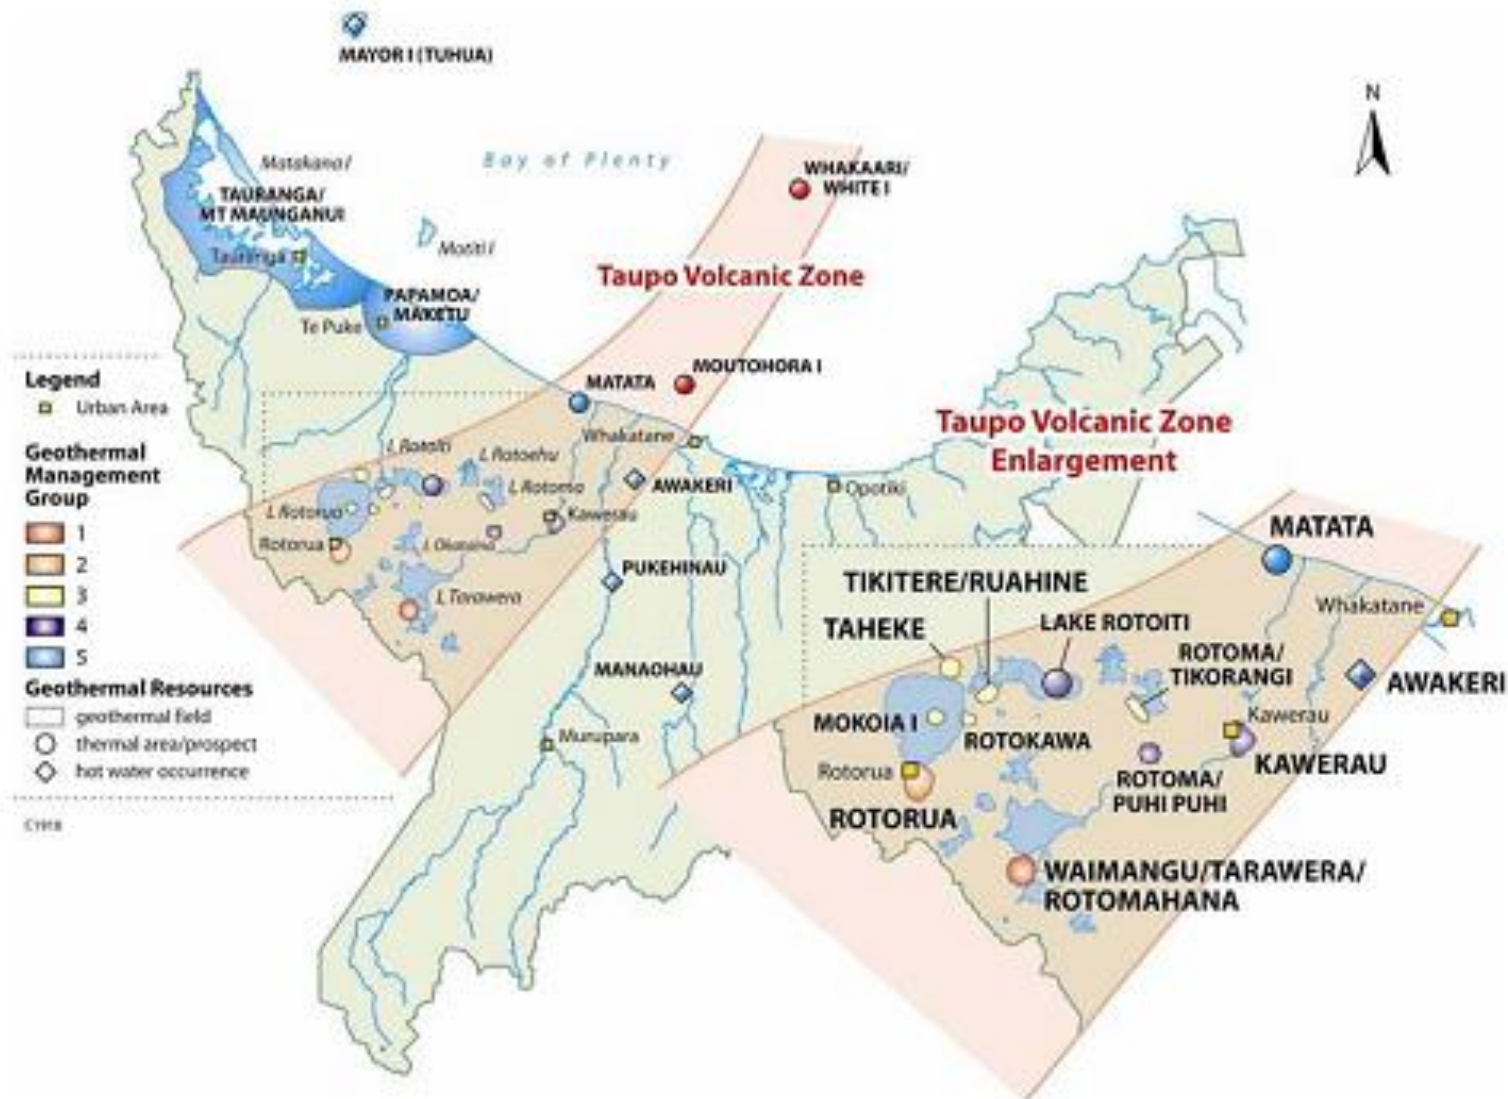 MAYOR I (TUHUA)
N
Bay of Plenty
Matakana I
WHAKAARI/
WHITE I
TAURANGA/
MT MAUNGANUI
Motiti I
Tauranga
Taupo Volcanic Zone
PAPAMOA/
MAKETU
Te Puke
MOUTOHORA I
MATATA
Legend
Urban Area
Geothermal
Management
Group
1
2
3
4
5
Geothermal Resources
geothermal field
thermal area/prospect
hot water occurrence
Whakatane
L Rotoiti
L Rotoehu
L Rotoma
AWAKERI
Opotiki
L Rotorua
Kawerau
Rotorua
L Okataina
PUKEHINAU
L Tarawera
MANAOHAU
Murupara
Taupo Volcanic Zone
Enlargement
MATATA
TIKITERE/RUAHINE
Whakatane
TAHEKE
LAKE ROTOITI
ROTOMA/
TIKORANGI
AWAKERI
MOKOIA I
Kawerau
ROTOKAWA
KAWERAU
Rotorua
ROTOMA/
PUHI PUHI
ROTORUA
WAIMANGU/TARAWERA/
ROTOMAHANA